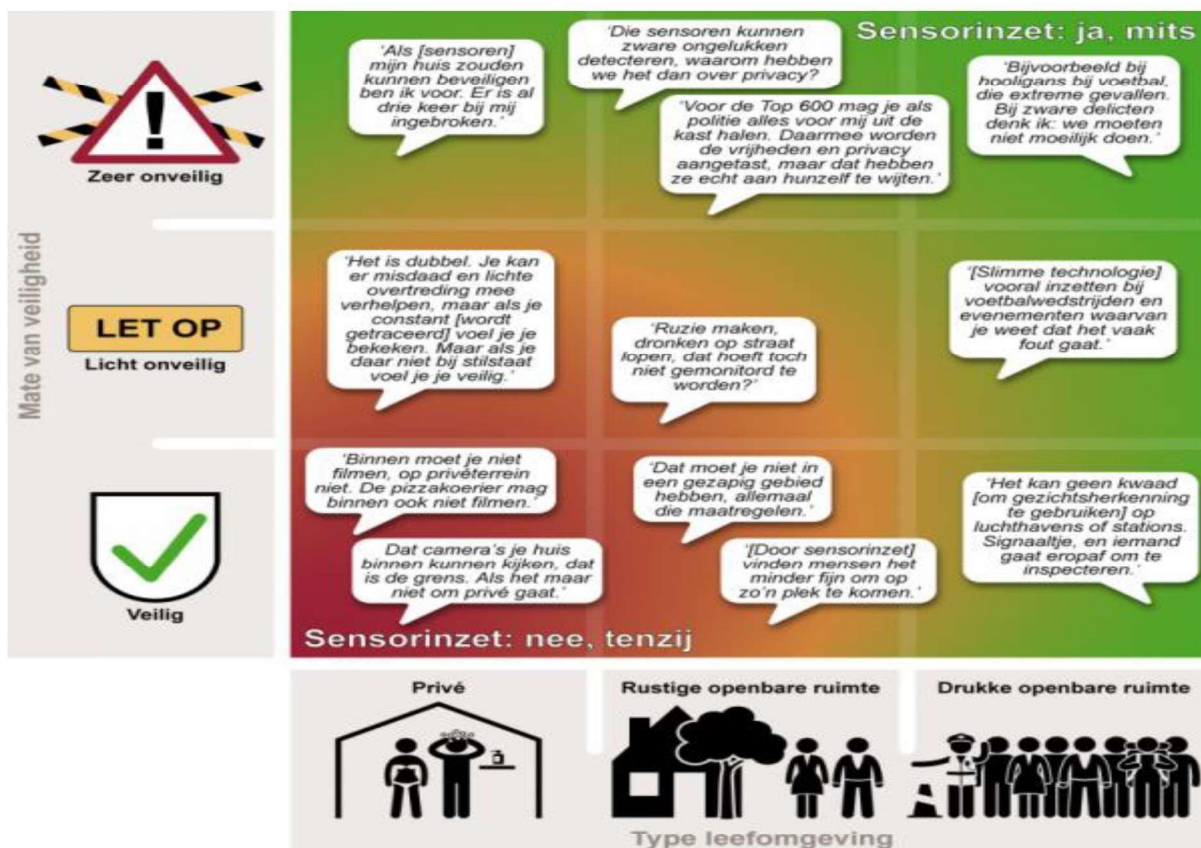 Sensorinzet: ja, mits
'Als [sensoren]
mijn huis zouden
kunnen beveiligen
ben ik voor. Er is al
drie keer bij mij
ingebroken.'
'Die sensoren kunnen
zware ongelukken
detecteren, waarom hebben
we het dan over privacy?
'Voor de Top 600 mag je als
politie alles voor mij uit de
kast halen. Daarmee worden
de vrijheden en privacy
aangetast, maar dat hebben
ze echt aan hunzelf te wijten.'
'Bijvoorbeeld bij
hooligans bij voetbal,
die extreme gevallen.
Bij zware delicten
denk ik: we moeten
niet moeilijk doen.'
Zeer onveilig
Mate van veiligheid
LET OP
Licht onveilig
'Het is dubbel. Je kan
er misdaad en lichte
overtreding mee
verhelpen, maar als je
constant [wordt
getraceerd] voel je je
bekeken. Maar als je
daar niet bij stilstaat
voel je je veilig.'
'Ruzie maken,
dronken op straat
lopen, dat hoeft toch
niet gemonitord te
worden?'
'[Slimme technologie]
vooral inzetten bij
voetbalwedstrijden en
evenementen waarvan
je weet dat het vaak
fout gaat.'
Veilig
'Binnen moet je niet
filmen, op privéterrein
niet. De pizzakoerier mag
binnen ook niet filmen.'
Dat camera's je huis
binnen kunnen kijken, dat
is de grens. Als het maar
niet om privé gaat.'
'Dat moet je niet in
een gezapig gebied
hebben, allemaal
die maatregelen.'
'[Door sensorinzet]
vinden mensen het
minder fijn om op
zo'n plek te komen.'
'Het kan geen kwaad
[om gezichtsherkenning
te gebruiken] op
luchthavens of stations.
Signaaltje, en iemand
gaat eropaf om te
inspecteren.'
Sensorinzet: nee, tenzij
Privé
Rustige openbare ruimte
Drukke openbare ruimte
Type leefomgeving